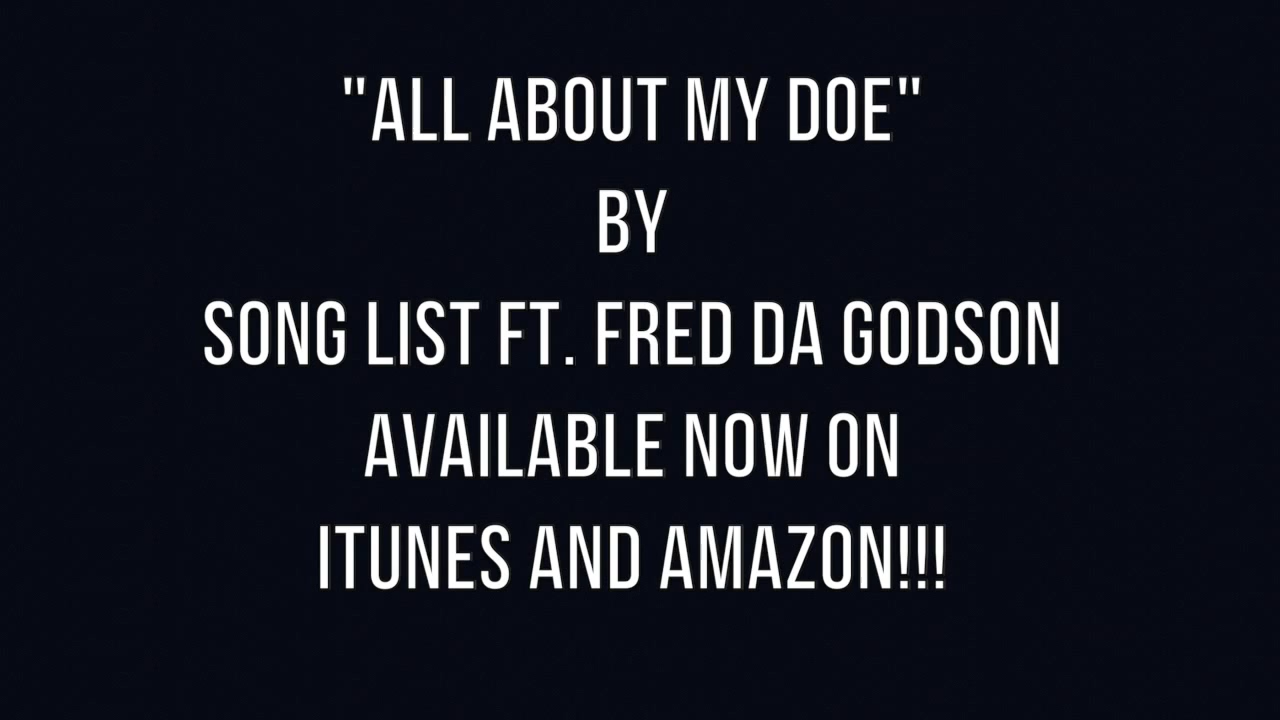 "ALL ABOUT MY DOE"
BY
SONG LIST FT. FRED DA GODSON
AVAILABLE NOW ON
ITUNES AND AMAZON!!!